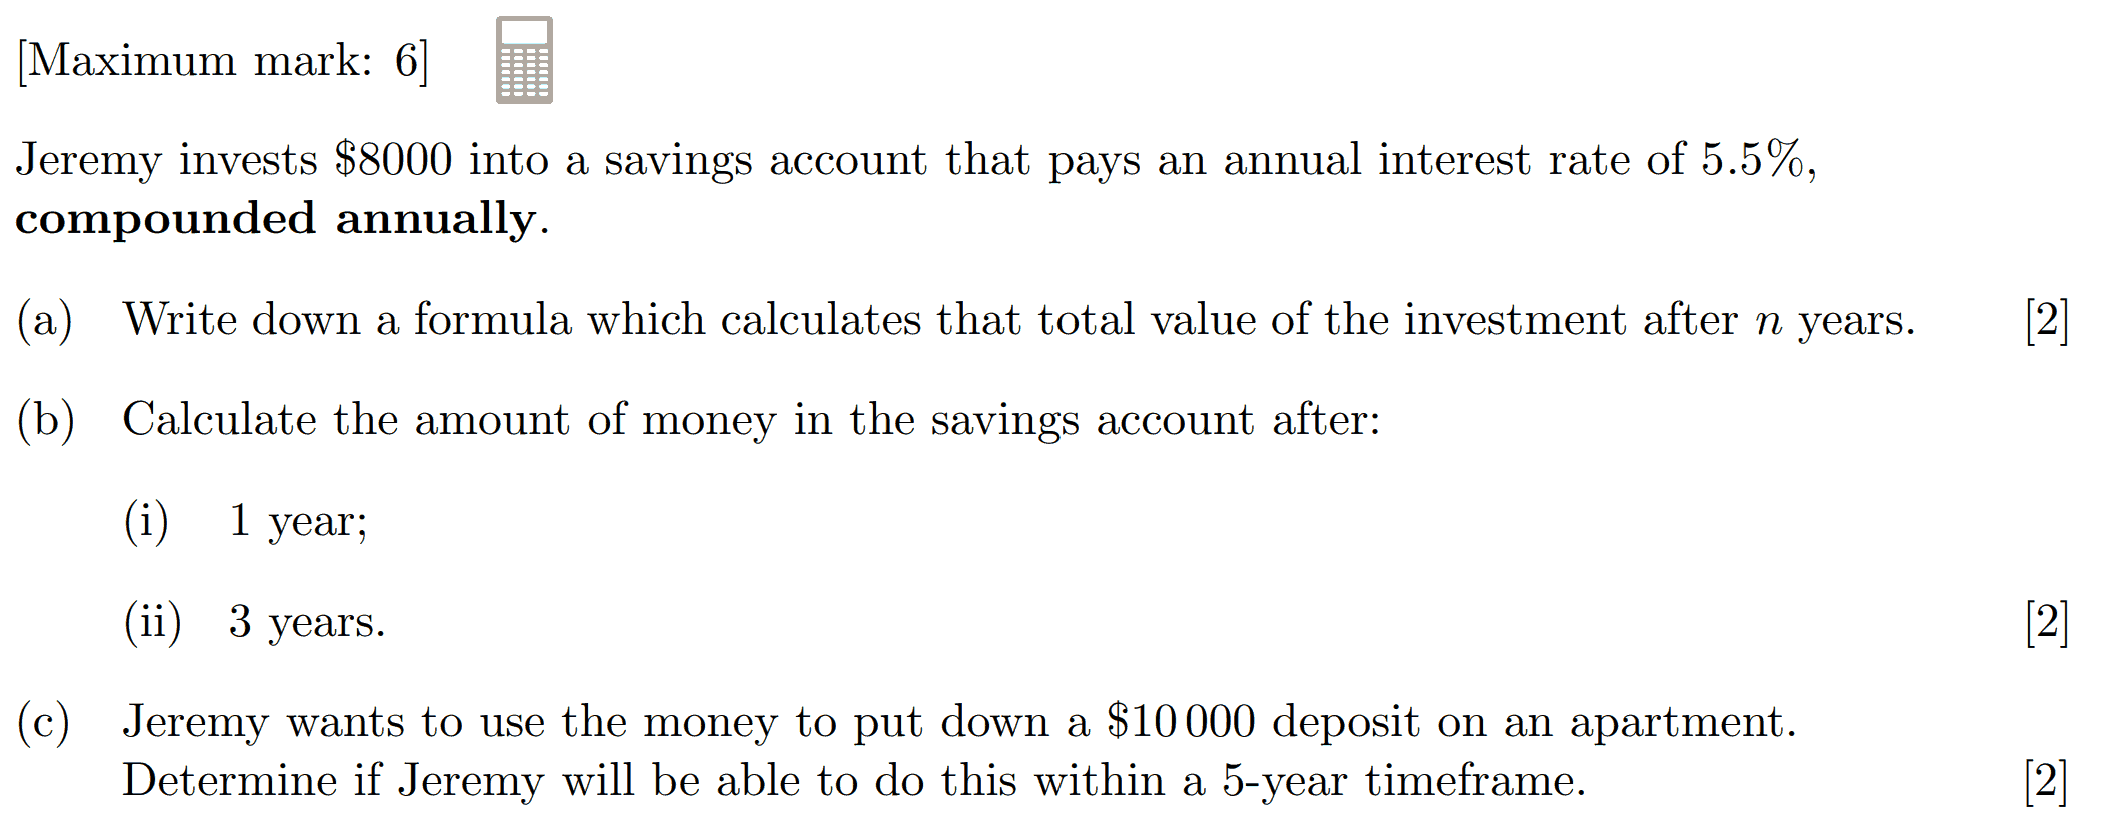 [Maximum mark: 6]
Jeremy invests $8000 into a savings account that pays an annual interest rate of 5.5%,
compounded annually.
(a) Write down a formula which calculates that total value of the investment after n years. [2]
(b) Calculate the amount of money in the savings account after:
(i) 1 year;
(ii) 3 years. [2]
(c) Jeremy wants to use the money to put down a $10 000 deposit on an apartment.
Determine if Jeremy will be able to do this within a 5-year timeframe. [2]